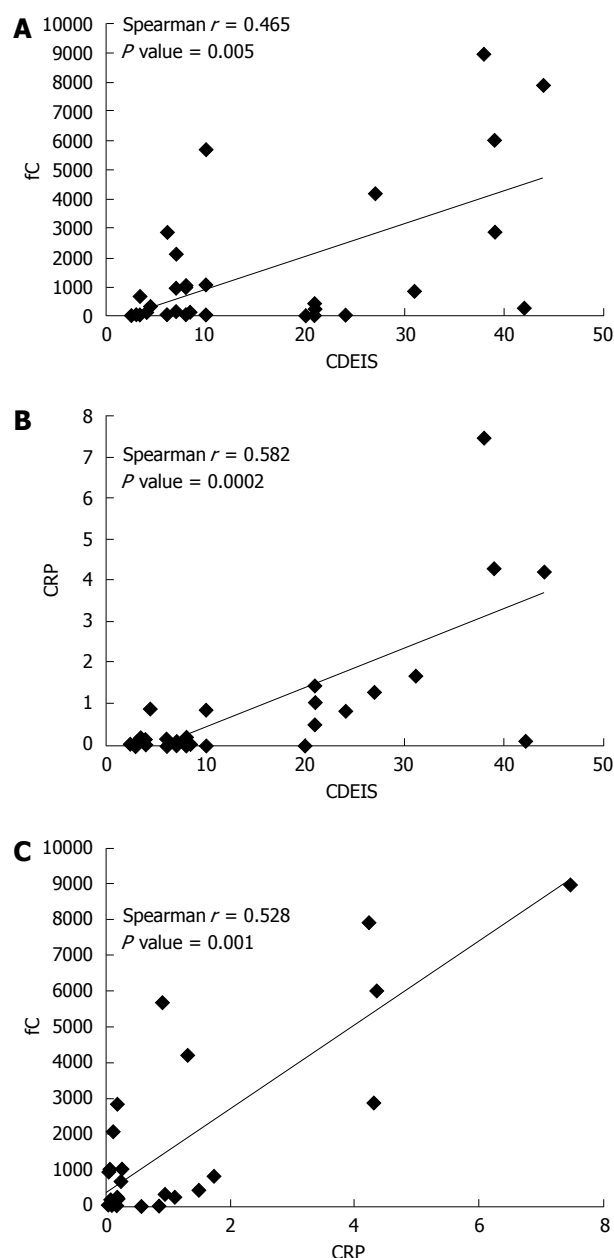 A
Spearman r = 0.465
P value = 0.005
10000
9000
8000
7000
6000
5000
4000
3000
2000
1000
0
fC
0 10 20 30 40 50
CDEIS
B
Spearman r = 0.582
P value = 0.0002
8
7
6
5
4
3
2
1
0
CRP
0 10 20 30 40 50
CDEIS
C
Spearman r = 0.528
P value = 0.001
10000
9000
8000
7000
6000
5000
4000
3000
2000
1000
0
fC
0 2 4 6 8
CRP